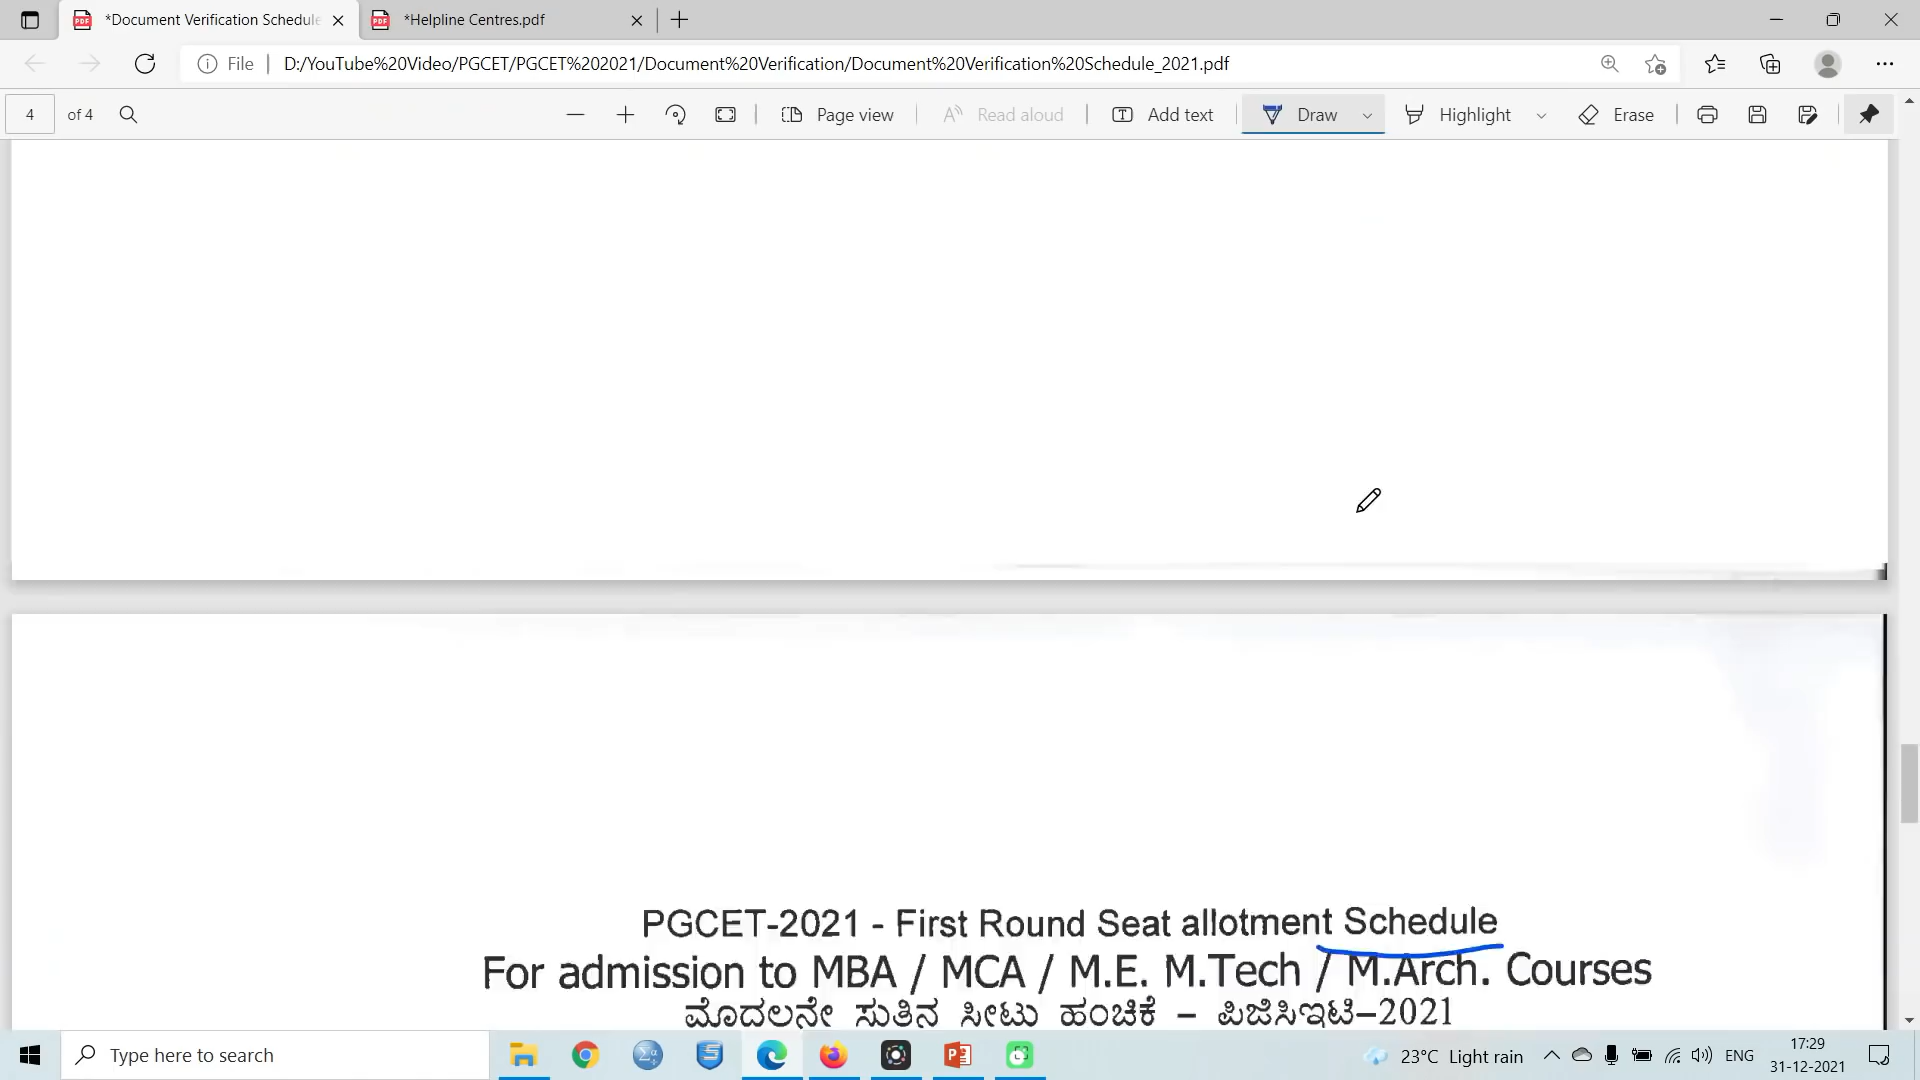 *Document Verification Schedule
*Helpline Centres.pdf
File
D:/YouTube%20Video/PGCET/PGCET%202021/Document%20Verification/Document%20Verification%20Schedule_2021.pdf
4 of 4
Page view
Read aloud
Add text
Draw
Highlight
Erase
PGCET-2021 - First Round Seat allotment Schedule
For admission to MBA / MCA / M.E. M.Tech / M.Arch. Courses
ಮೊದಲನೇ ಸುತಿನ ಸೀಟು ಹಂಚಿಕೆ – ಪಿಜಿಸಿಇಟಿ–2021
Type here to search
23°C Light rain
ENG
17:29
31-12-2021